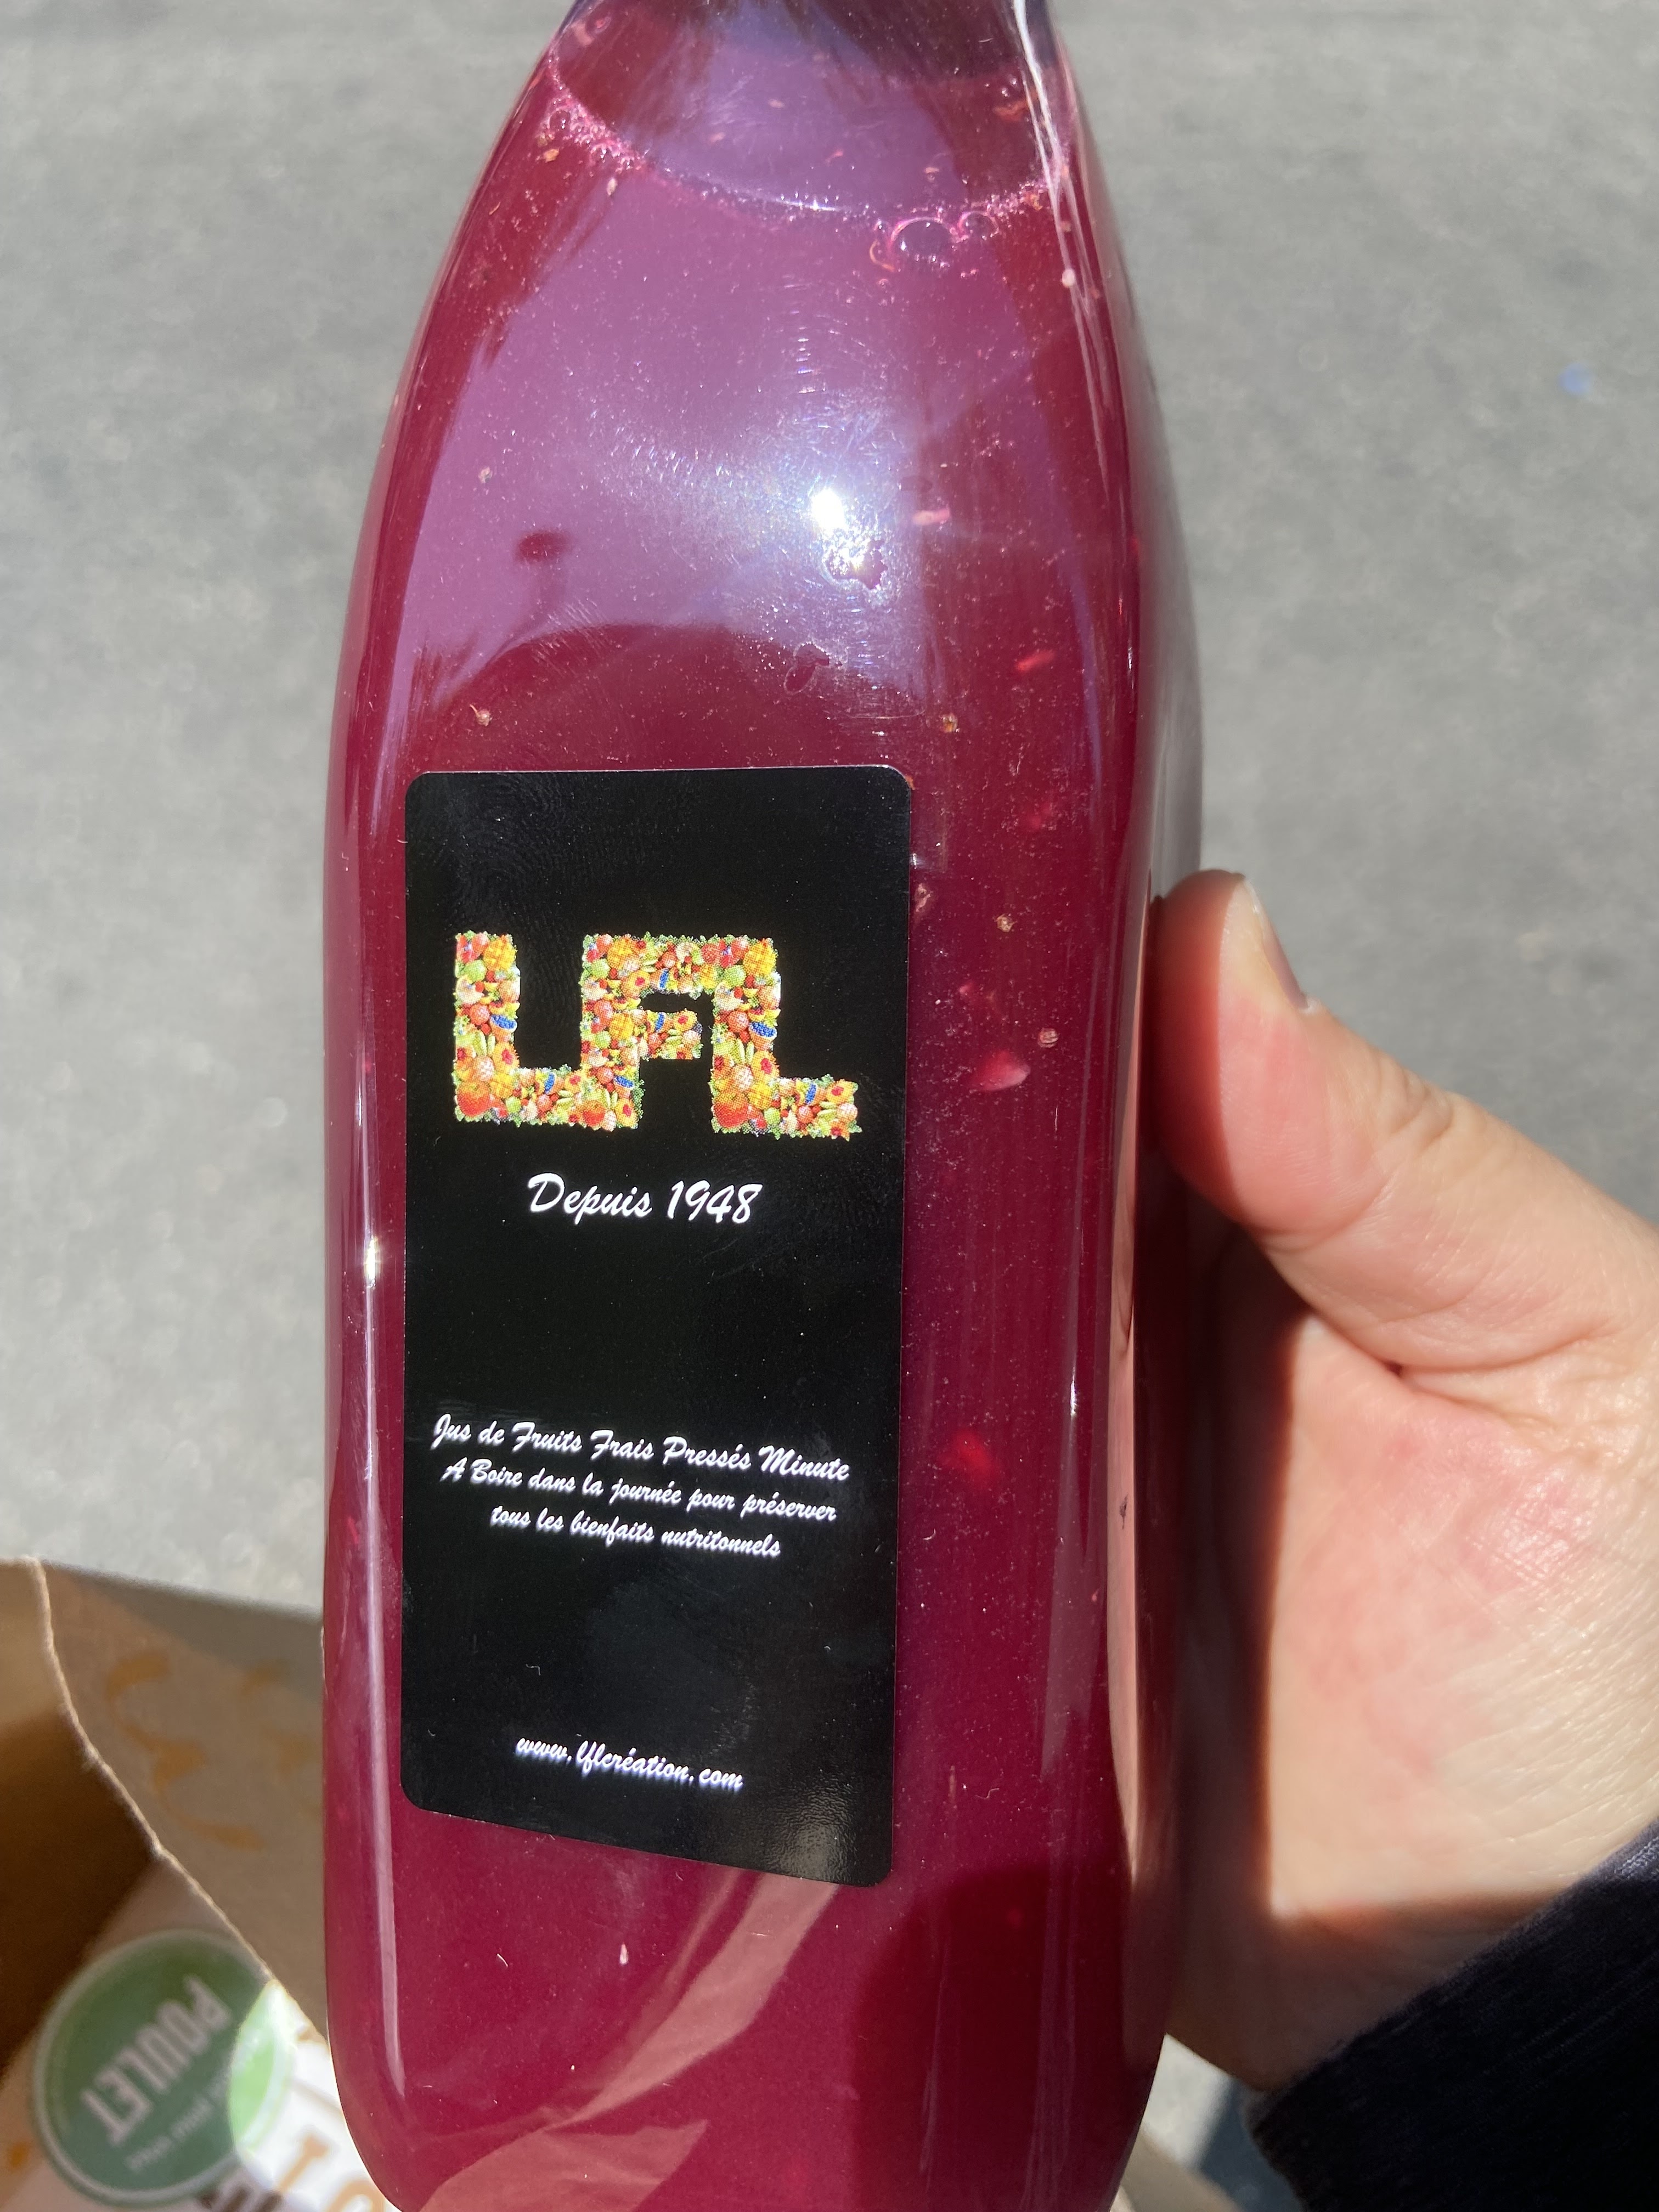 LFL
Depuis 1948
Jus de Fruits Frais Pressés Minute
A Boire dans la journée pour préserver
tous les bienfaits nutritonnels
www.lflcréation.com
POULET